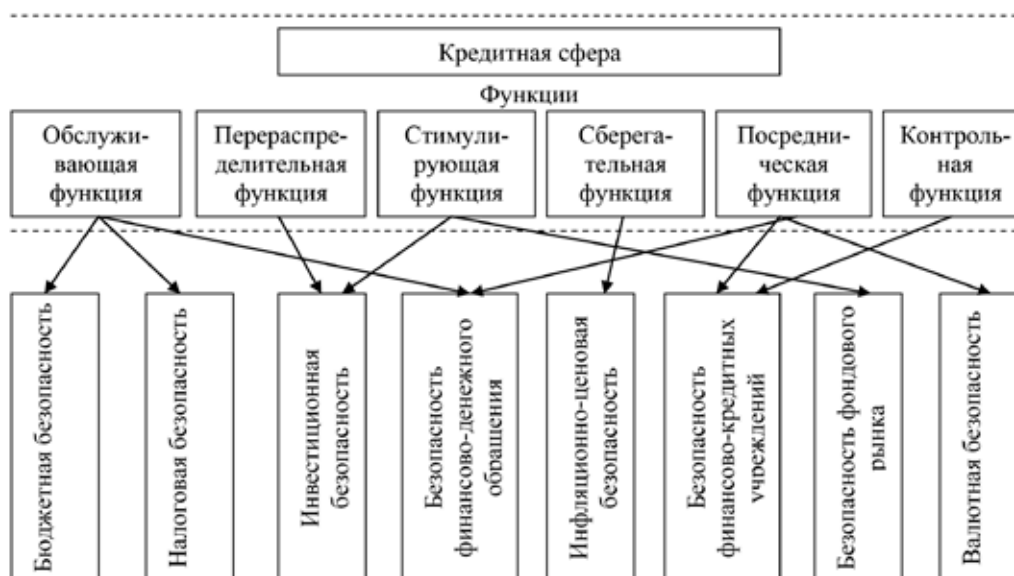 Кредитная сфера
Функции
Обслужи-
вающая
функция
Перераспре-
делительная
функция
Стимули-
рующая
функция
Сберега-
тельная
функция
Посредни-
ческая
функция
Контроль-
ная
функция
Бюджетная безопасность
Налоговая безопасность
Инвестиционная
безопасность
Безопасность
финансово-денежного
обращения
Инфляционно-ценовая
безопасность
Безопасность
финансово-кредитных
учреждений
Безопасность фондового
рынка
Валютная безопасность